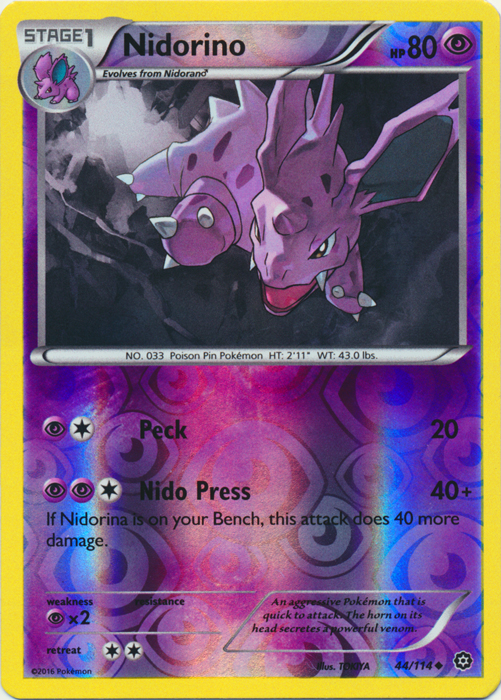 STAGE1
Nidorino
HP80
Evolves from Nidoran♂
NO. 033 Poison Pin Pokémon HT: 2'11" WT: 43.0 lbs.
Peck 20
Nido Press 40+
If Nidorina is on your Bench, this attack does 40 more
damage.
weakness resistance
×2
retreat
An aggressive Pokémon that is
quick to attack. The horn on its
head secretes a powerful venom.
©2016 Pokémon
Illus. TOKIYA 44/114 ◆